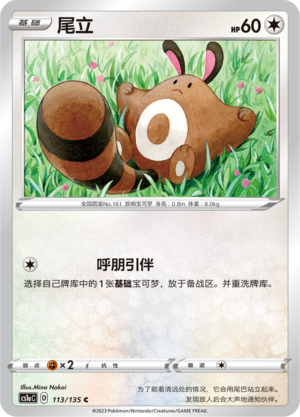 基础 尾立 HP60
全国图鉴No.161 放哨宝可梦 身高:0.8m 体重:6.0kg
呼朋引伴
选择自己牌库中的1张基础宝可梦,放于备战区。并重洗牌库。
弱点 ×2 抗性 撤退
Illus.Mina Nakai
D 113/135 C
为了能看清远处的情况,它会用尾巴站立起来。
发现敌人后会大声地通知伙伴。
©2023 Pokémon/Nintendo/Creatures/GAME FREAK.